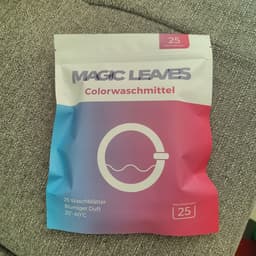 25
MAGIC LEAVES
Colorwaschmittel
25 Waschblätter
Blumiger Duft
20°-60°C
25